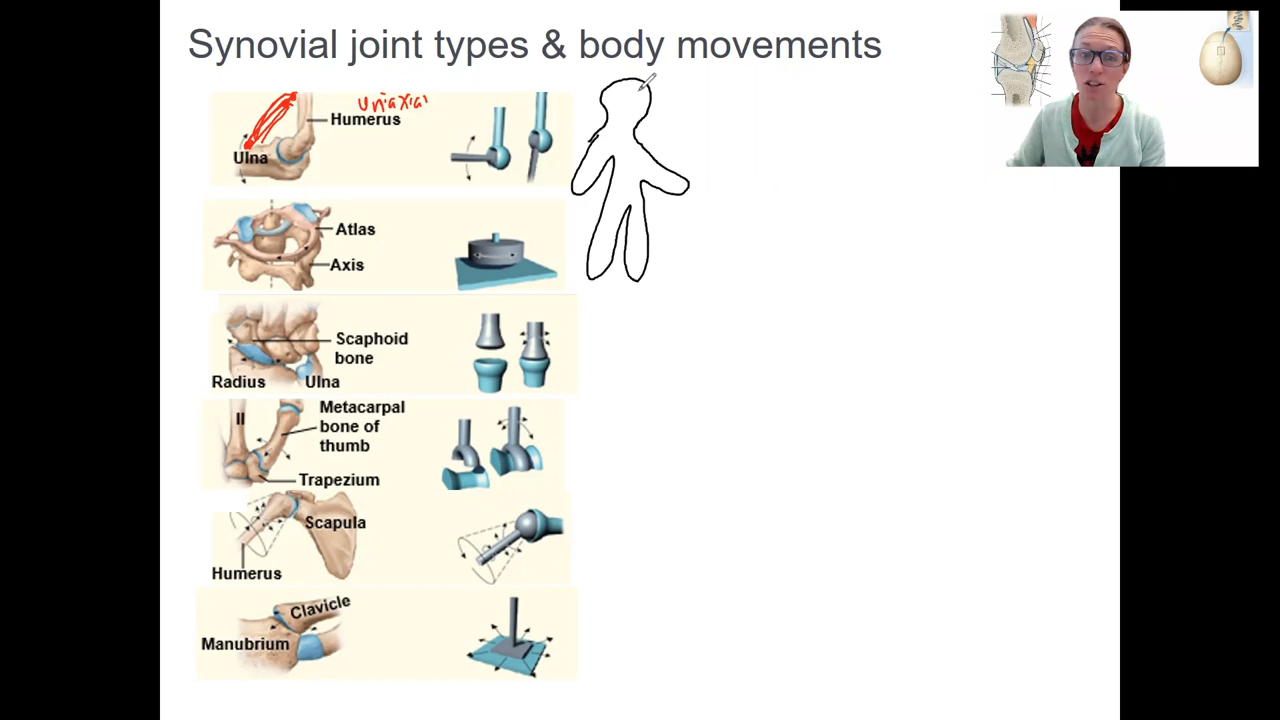 Synovial joint types & body movements
uniaxial
Humerus
Ulna
Atlas
Axis
Scaphoid
bone
Radius
Ulna
II
Metacarpal
bone of
thumb
Trapezium
Scapula
Humerus
Clavicle
Manubrium